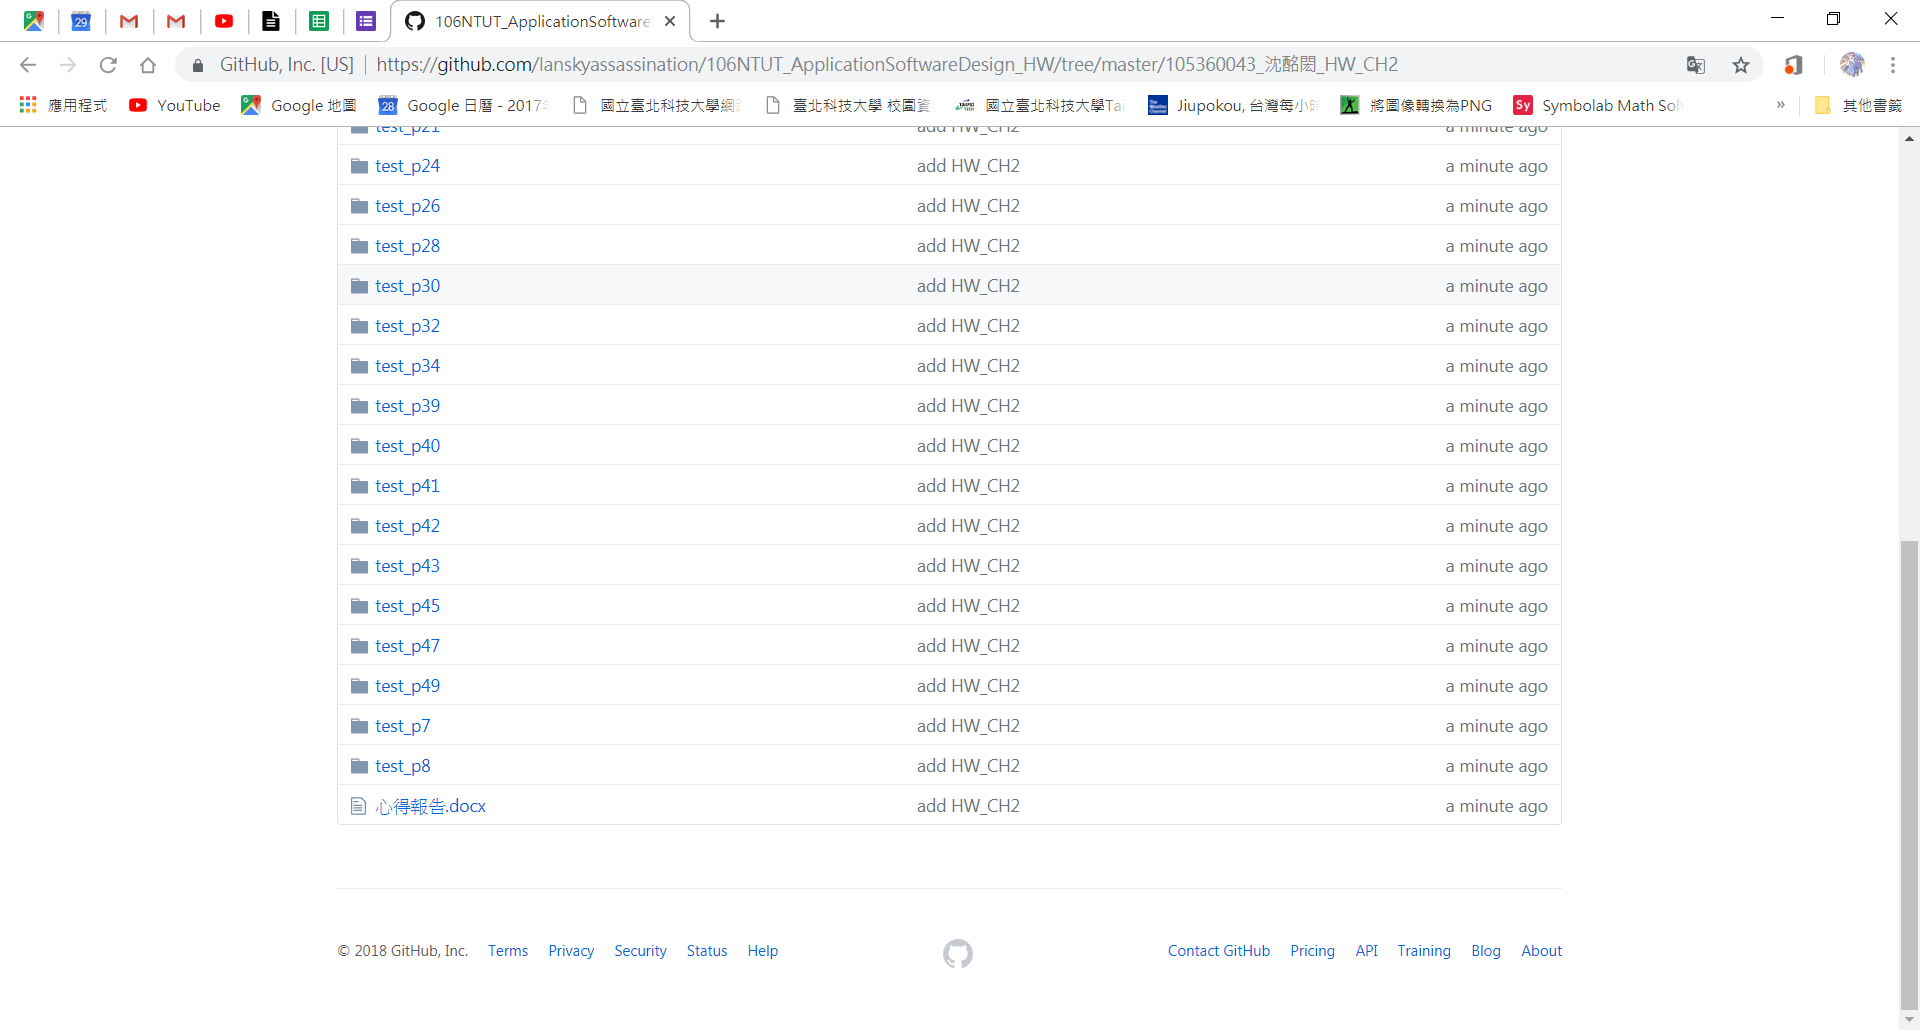 106NTUT_ApplicationSoftware
GitHub, Inc. [US] https://github.com/lanskyassassination/106NTUT_ApplicationSoftwareDesign_HW/tree/master/105360043_沈酩閎_HW_CH2
應用程式 YouTube Google 地圖 28 Google 日曆 - 2017 國立臺北科技大學網 臺北科技大學 校園資 國立臺北科技大學Tai Jiupokou, 台灣每小時 將圖像轉換為PNG Sy Symbolab Math Sol » 其他書籤
test_p21 add HW_CH2 a minute ago
test_p24 add HW_CH2 a minute ago
test_p26 add HW_CH2 a minute ago
test_p28 add HW_CH2 a minute ago
test_p30 add HW_CH2 a minute ago
test_p32 add HW_CH2 a minute ago
test_p34 add HW_CH2 a minute ago
test_p39 add HW_CH2 a minute ago
test_p40 add HW_CH2 a minute ago
test_p41 add HW_CH2 a minute ago
test_p42 add HW_CH2 a minute ago
test_p43 add HW_CH2 a minute ago
test_p45 add HW_CH2 a minute ago
test_p47 add HW_CH2 a minute ago
test_p49 add HW_CH2 a minute ago
test_p7 add HW_CH2 a minute ago
test_p8 add HW_CH2 a minute ago
心得報告.docx add HW_CH2 a minute ago
© 2018 GitHub, Inc. Terms Privacy Security Status Help Contact GitHub Pricing API Training Blog About